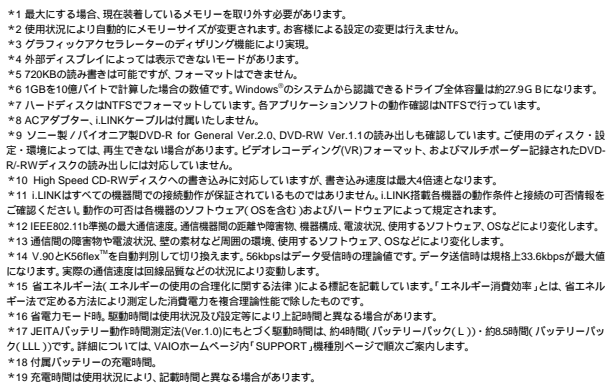 *1 最大にする場合、現在装着しているメモリーを取り外す必要があります。
*2 使用状況により自動的にメモリーサイズが変更されます。お客様による設定の変更は行えません。
*3 グラフィックアクセラレーターのディザリング機能により実現。
*4 外部ディスプレイによっては表示できないモードがあります。
*5 720KBの読み書きは可能ですが、フォーマットはできません。
*6 1GBを10億バイトで計算した場合の数値です。Windows®のシステムから認識できるドライブ全体容量は約27.9GBになります。
*7 ハードディスクはNTFSでフォーマットしています。各アプリケーションソフトの動作確認はNTFSで行っています。
*8 ACアダプター、i.LINKケーブルは付属いたしません。
*9 ソニー製/パイオニア製DVD-R for General Ver.2.0、DVD-RW Ver.1.1の読み出しも確認しています。ご使用のディスク・設
定・環境によっては、再生できない場合があります。ビデオレコーディング(VR)フォーマット、およびマルチボーダー記録されたDVD-
R/-RWディスクの読み出しには対応していません。
*10 High Speed CD-RWディスクへの書き込みに対応していますが、書き込み速度は最大4倍速となります。
*11 i.LINKはすべての機器間での接続動作が保証されているものではありません。i.LINK搭載各機器の動作条件と接続の可否情報を
ご確認ください。動作の可否は各機器のソフトウェア(OSを含む)およびハードウェアによって規定されます。
*12 IEEE802.11b準拠の最大通信速度。通信機器間の距離や障害物、機器構成、電波状況、使用するソフトウェア、OSなどにより変化します。
*13 通信間の障害物や電波状況、壁の素材など周囲の環境、使用するソフトウェア、OSなどにより変化します。
*14 V.90とK56flex™を自動判別して切り換えます。56kbpsはデータ受信時の理論値です。データ送信時は規格上33.6kbpsが最大値
になります。実際の通信速度は回線品質などの状況により変動します。
*15 省エネルギー法(エネルギーの使用の合理化に関する法律)による標記を記載しています。「エネルギー消費効率」とは、省エネル
ギー法で定める方法により測定した消費電力を複合理論性能で除したものです。
*16 省電力モード時。駆動時間は使用状況及び設定等により上記時間と異なる場合があります。
*17 JEITAバッテリー動作時間測定法(Ver.1.0)にもとづく駆動時間は、約4時間(バッテリーパック(L))・約8.5時間(バッテリーパッ
ク(LLL))です。詳細については、VAIOホームページ内「SUPPORT」機種別ページで順次ご案内します。
*18 付属バッテリーの充電時間。
*19 充電時間は使用状況により、記載時間と異なる場合があります。